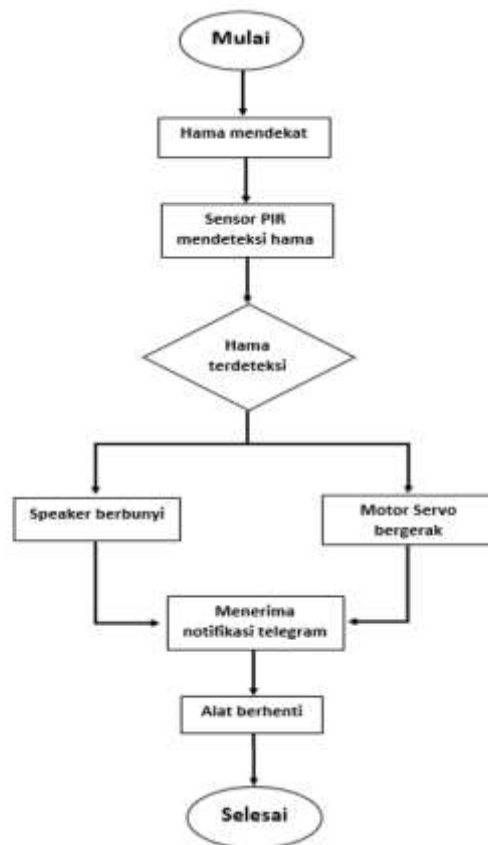 Mulai
Hama mendekat
Sensor PIR
mendeteksi hama
Hama
terdeteksi
Speaker berbunyi
Motor Servo
bergerak
Menerima
notifikasi telegram
Alat berhenti
Selesai